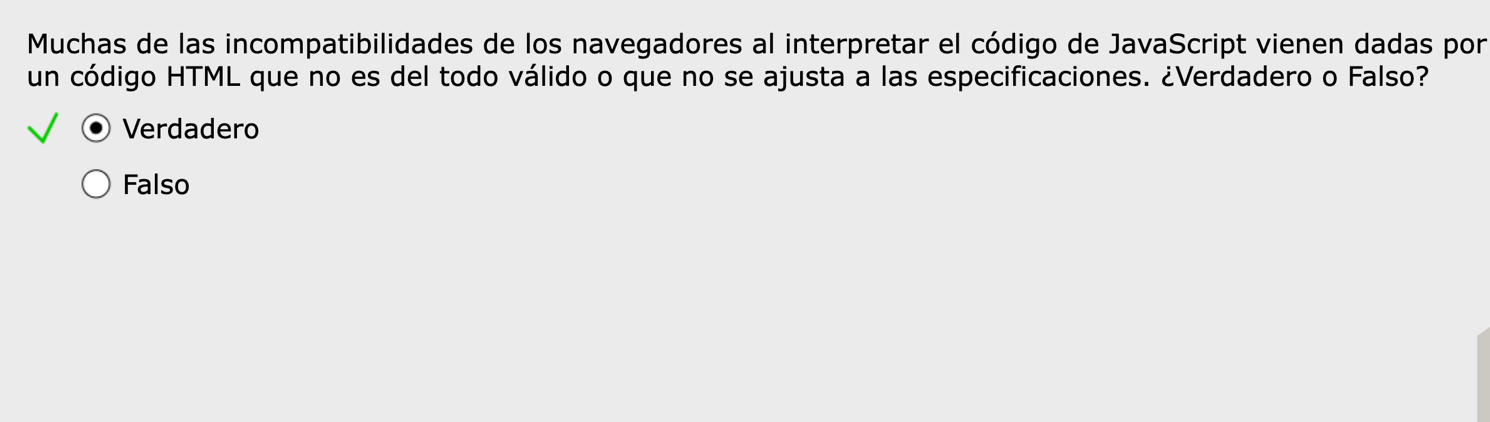 Muchas de las incompatibilidades de los navegadores al interpretar el código de JavaScript vienen dadas por
un código HTML que no es del todo válido o que no se ajusta a las especificaciones. ¿Verdadero o Falso?
Verdadero
Falso